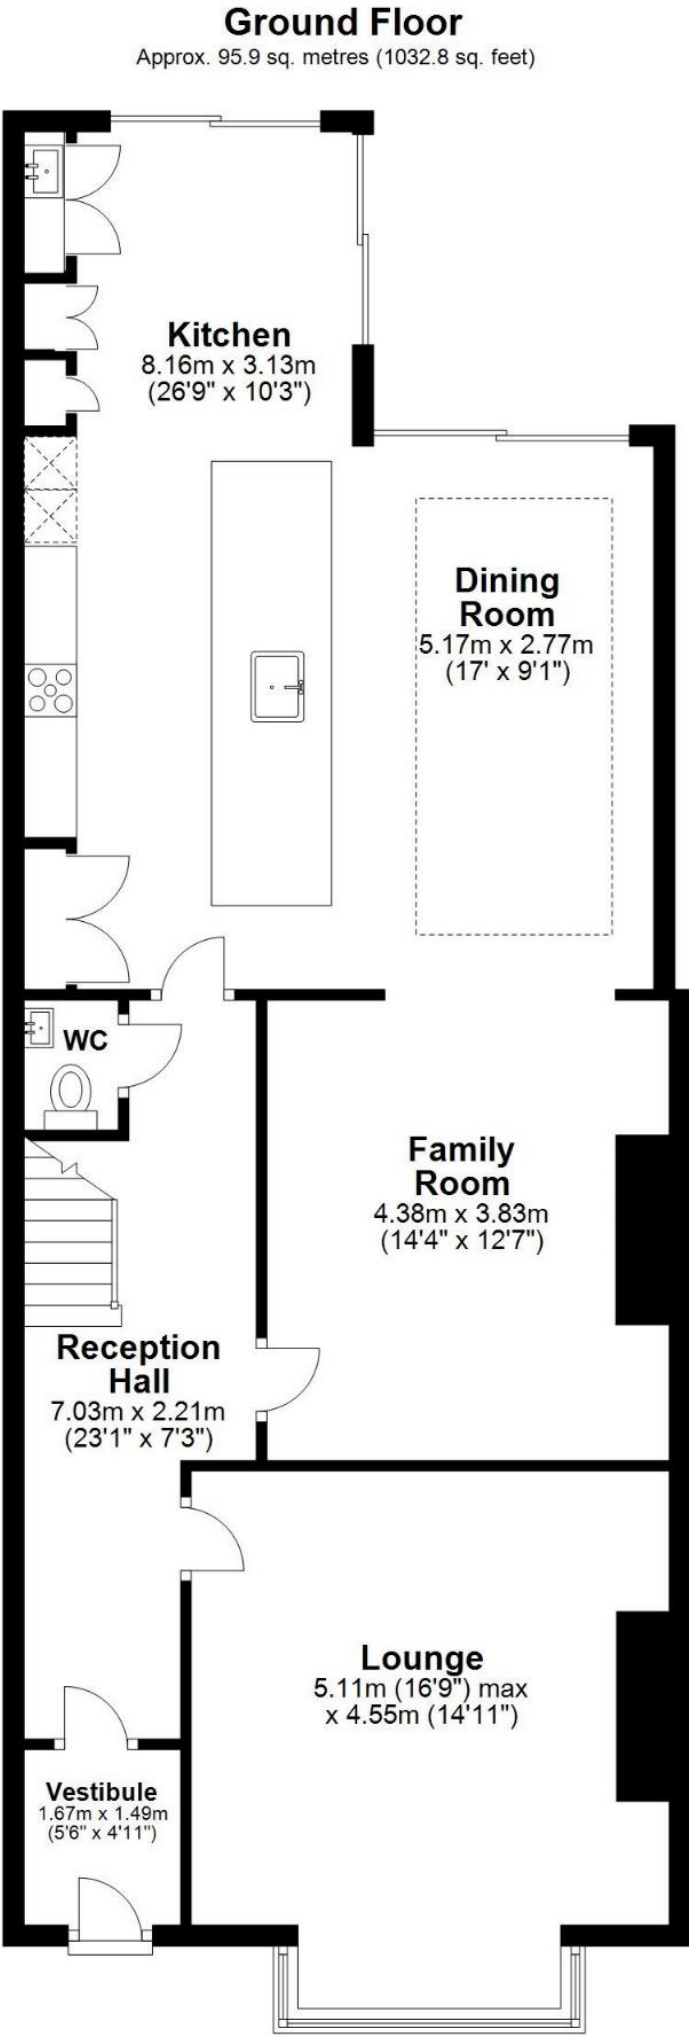 Ground Floor
Approx. 95.9 sq. metres (1032.8 sq. feet)
Kitchen
8.16m x 3.13m
(26'9" x 10'3")
Dining
Room
5.17m x 2.77m
(17' x 9'1")
WC
Family
Room
4.38m x 3.83m
(14'4" x 12'7")
Reception
Hall
7.03m x 2.21m
(23'1" x 7'3")
Lounge
5.11m (16'9") max
x 4.55m (14'11")
Vestibule
1.67m x 1.49m
(5'6" x 4'11")